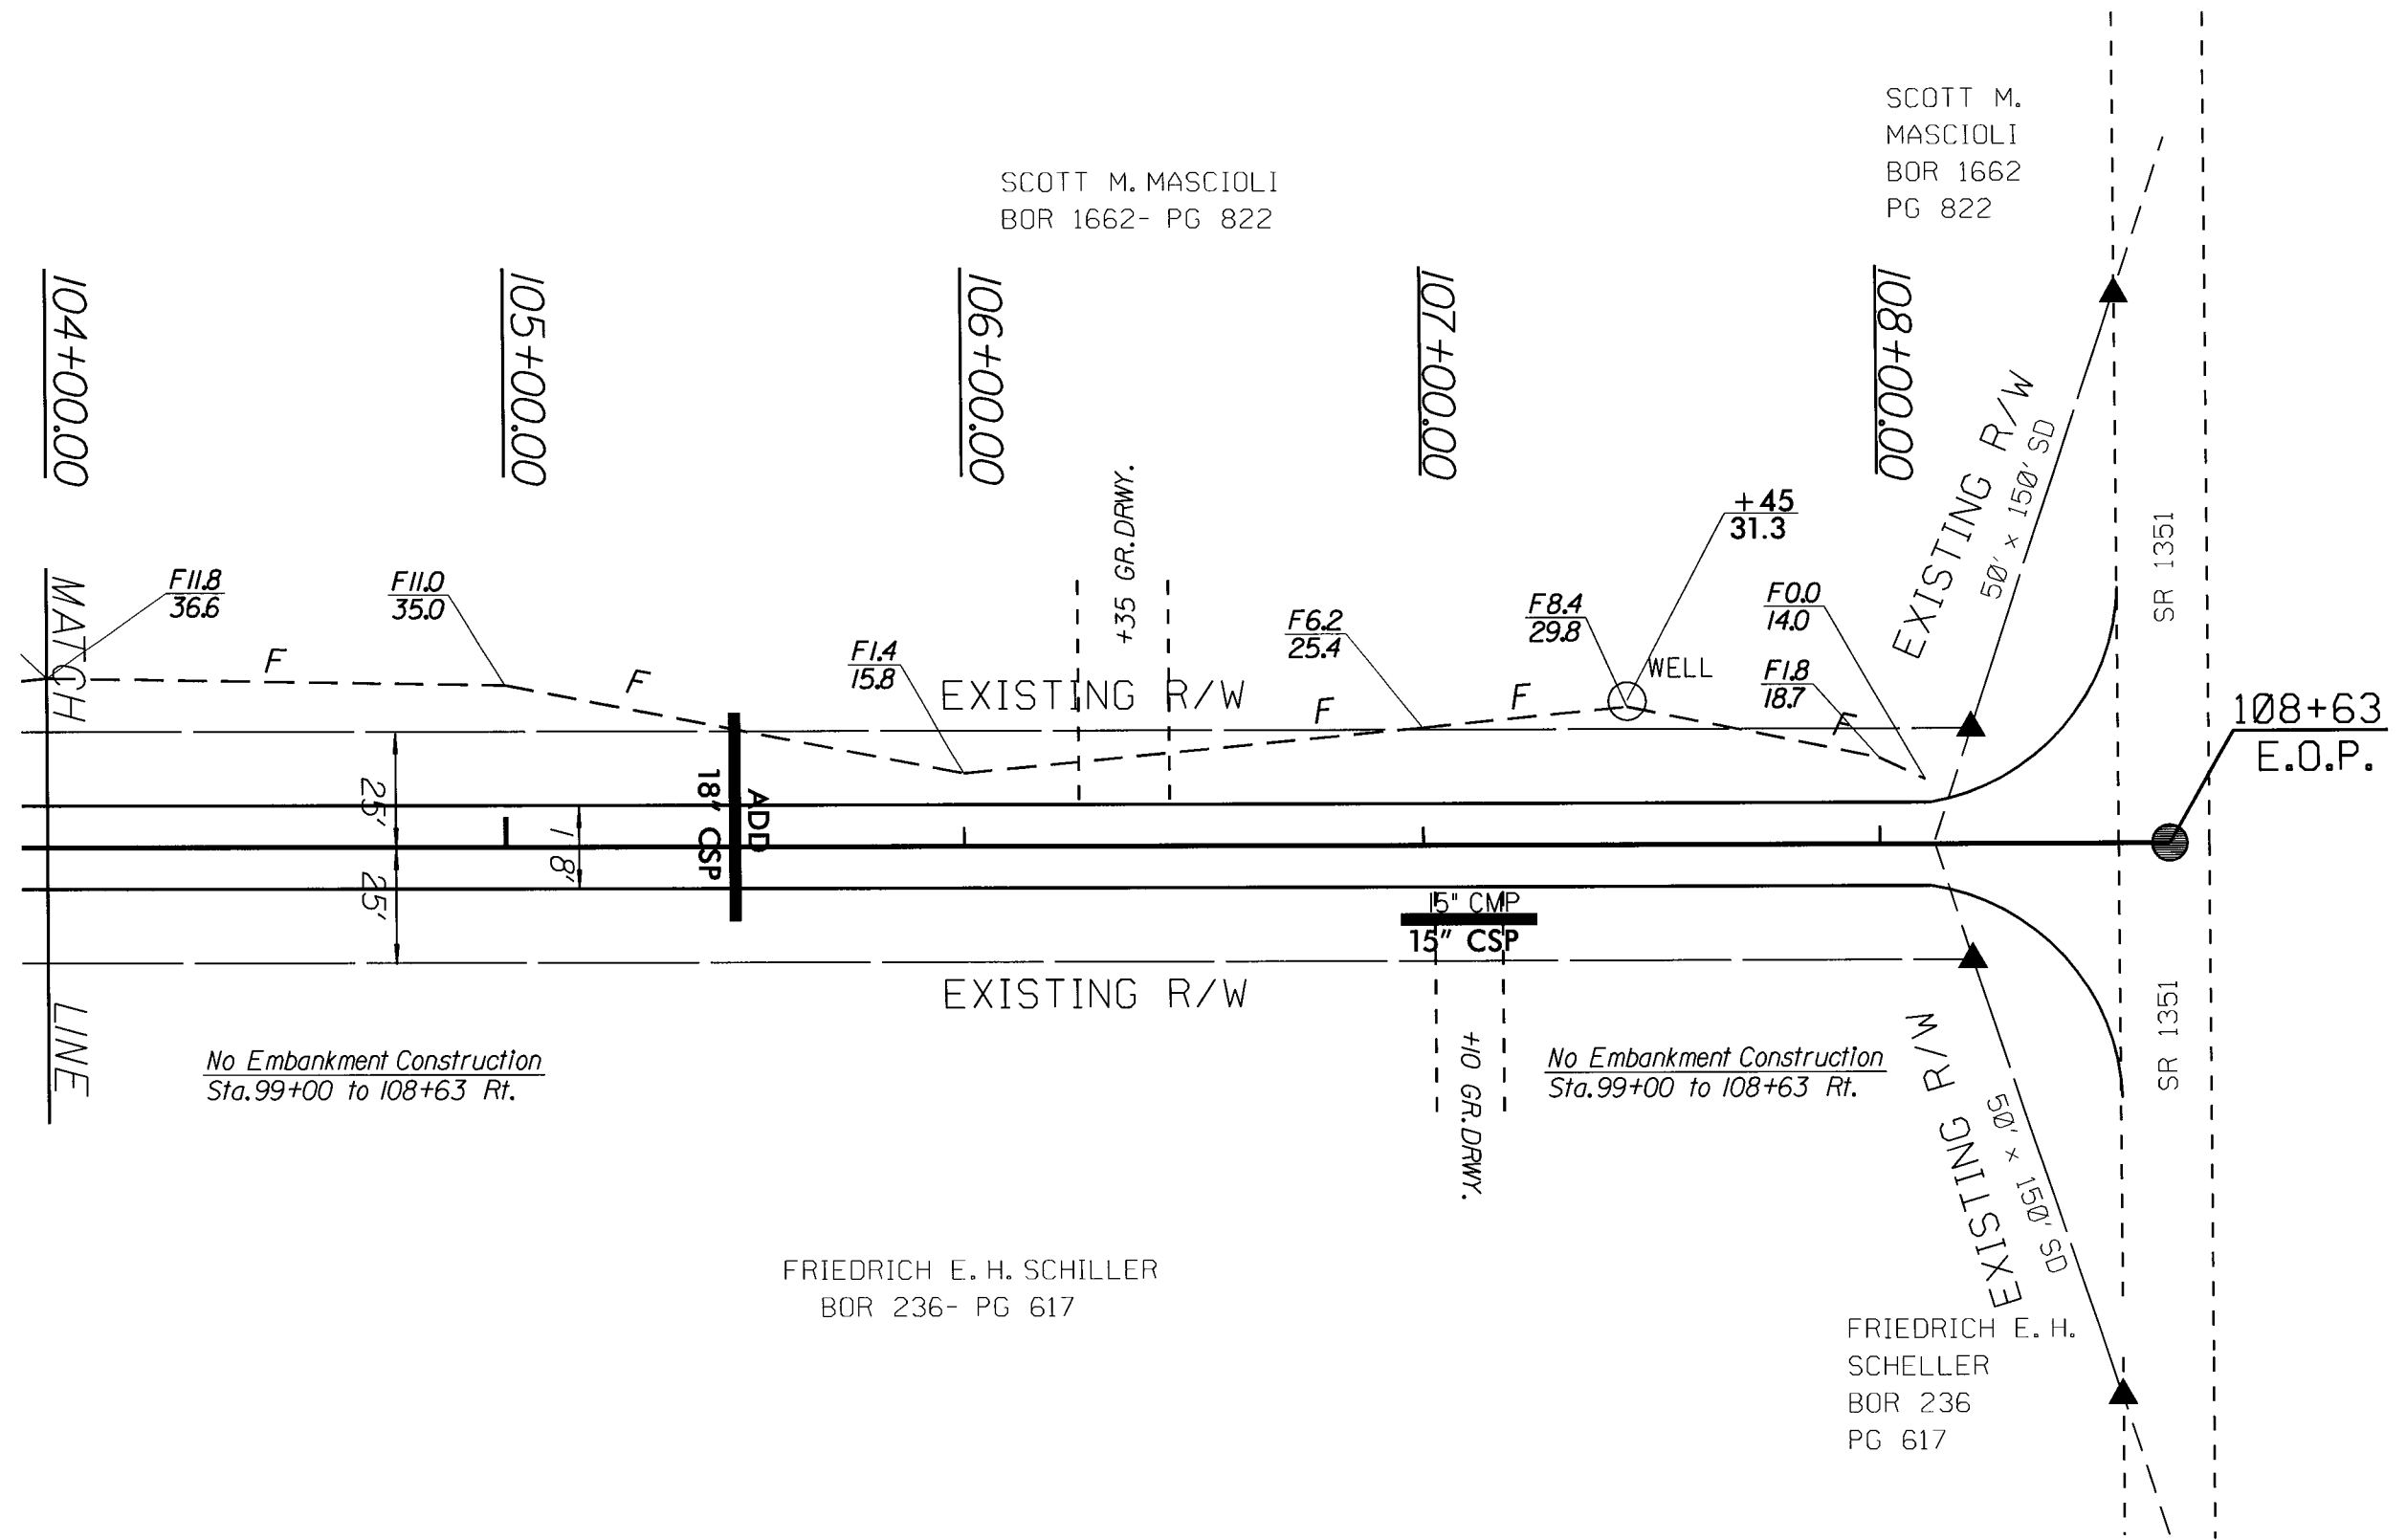 SCOTT M.
MASCIOLI
BOR 1662
PG 822
SCOTT M. MASCIOLI
BOR 1662- PG 822
104+00.00
105+00.00
106+00.00
107+00.00
108+00.00
EXISTING R/W
50' × 150' SD
SR 1351
+35 GR. DRWY.
+45
31.3
MATCH
LINE
F11.8
36.6
F11.0
35.0
F1.4
15.8
F6.2
25.4
F8.4
29.8
F0.0
14.0
F1.8
18.7
WELL
F
F
F
F
F
EXISTING R/W
108+63
E.O.P.
25'
25'
18'
18" CSP
ADD
15" CMP
15" CSP
EXISTING R/W
SR 1351
EXISTING R/W
50' × 150' SD
+10 GR. DRWY.
No Embankment Construction
Sta. 99+00 to 108+63 Rt.
No Embankment Construction
Sta. 99+00 to 108+63 Rt.
FRIEDRICH E. H. SCHILLER
BOR 236- PG 617
FRIEDRICH E. H.
SCHELLER
BOR 236
PG 617